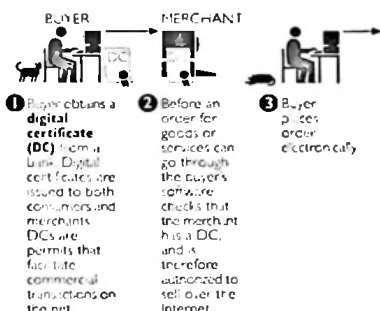 BUYER
MERCHANT
DC
1 Buyer obtains a
digital
certificate
(DC) from a
bank. Digital
certificates are
issued to both
consumers and
merchants
DCs are
permits that
facilitate
commercial
transactions on
the net
2 Before an
order for
goods or
services can
go through
the buyer's
software
checks that
the merchant
has a DC,
and is
therefore
authorized to
sell over the
Internet
3 Buyer
places
order
electronically